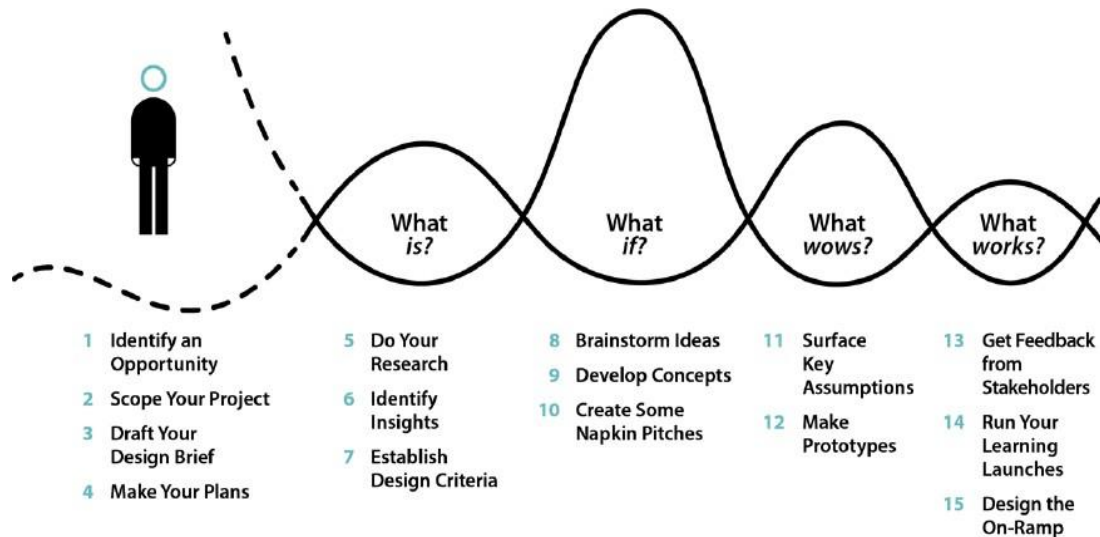 What
is?
What
if?
What
wows?
What
works?
1 Identify an
Opportunity
2 Scope Your Project
3 Draft Your
Design Brief
4 Make Your Plans
5 Do Your
Research
6 Identify
Insights
7 Establish
Design Criteria
8 Brainstorm Ideas
9 Develop Concepts
10 Create Some
Napkin Pitches
11 Surface
Key
Assumptions
12 Make
Prototypes
13 Get Feedback
from
Stakeholders
14 Run Your
Learning
Launches
15 Design the
On-Ramp